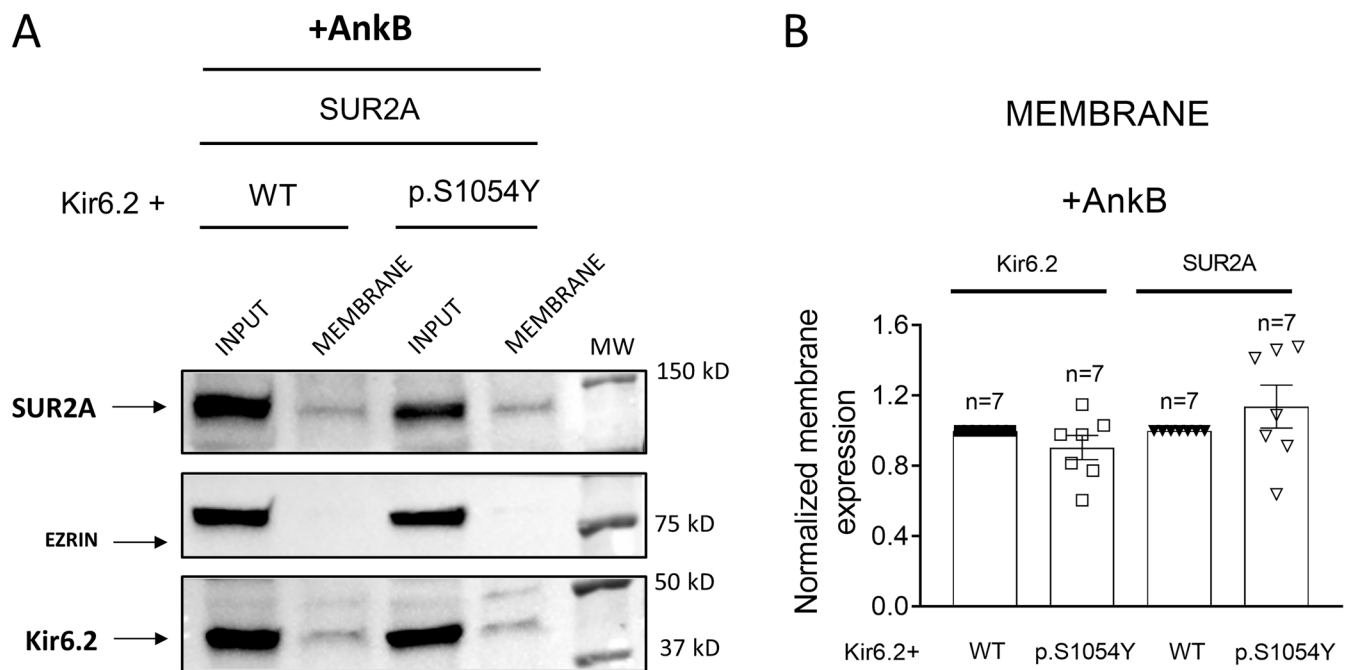 A
+AnkB
SUR2A
Kir6.2 +
WT
p.S1054Y
INPUT
MEMBRANE
INPUT
MEMBRANE
MW
SUR2A
150 kD
EZRIN
75 kD
50 kD
Kir6.2
37 kD
B
MEMBRANE
+AnkB
Kir6.2
SUR2A
Normalized membrane
expression
1.6
1.2
0.8
0.4
0.0
n=7
n=7
n=7
n=7
Kir6.2+
WT
p.S1054Y
WT
p.S1054Y